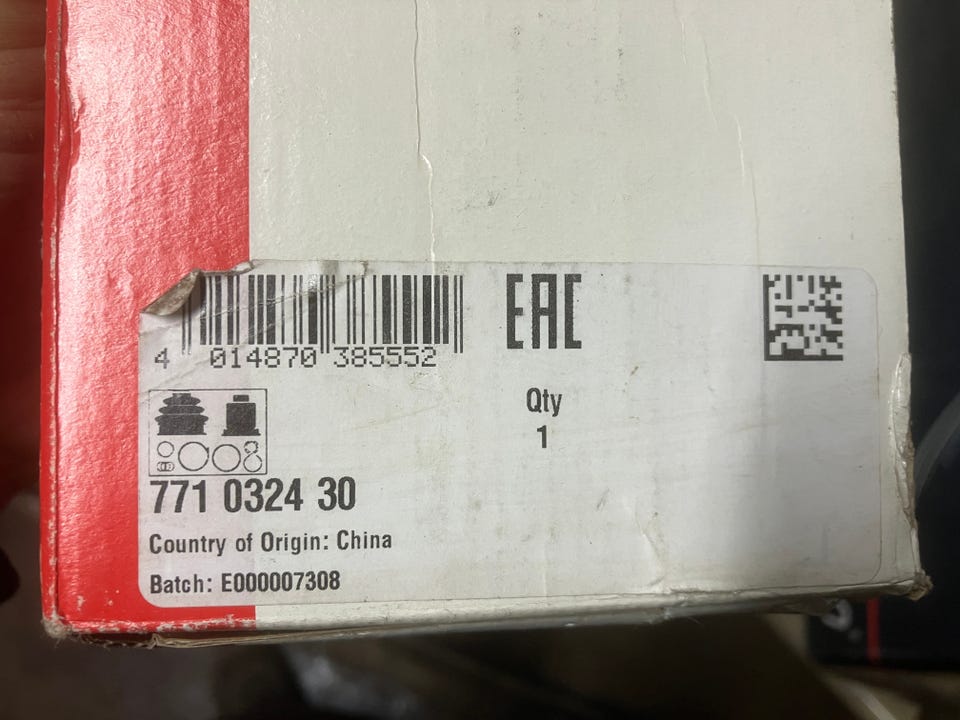 EAC
4 014870 385552
Qty
1
771 0324 30
Country of Origin: China
Batch: E000007308